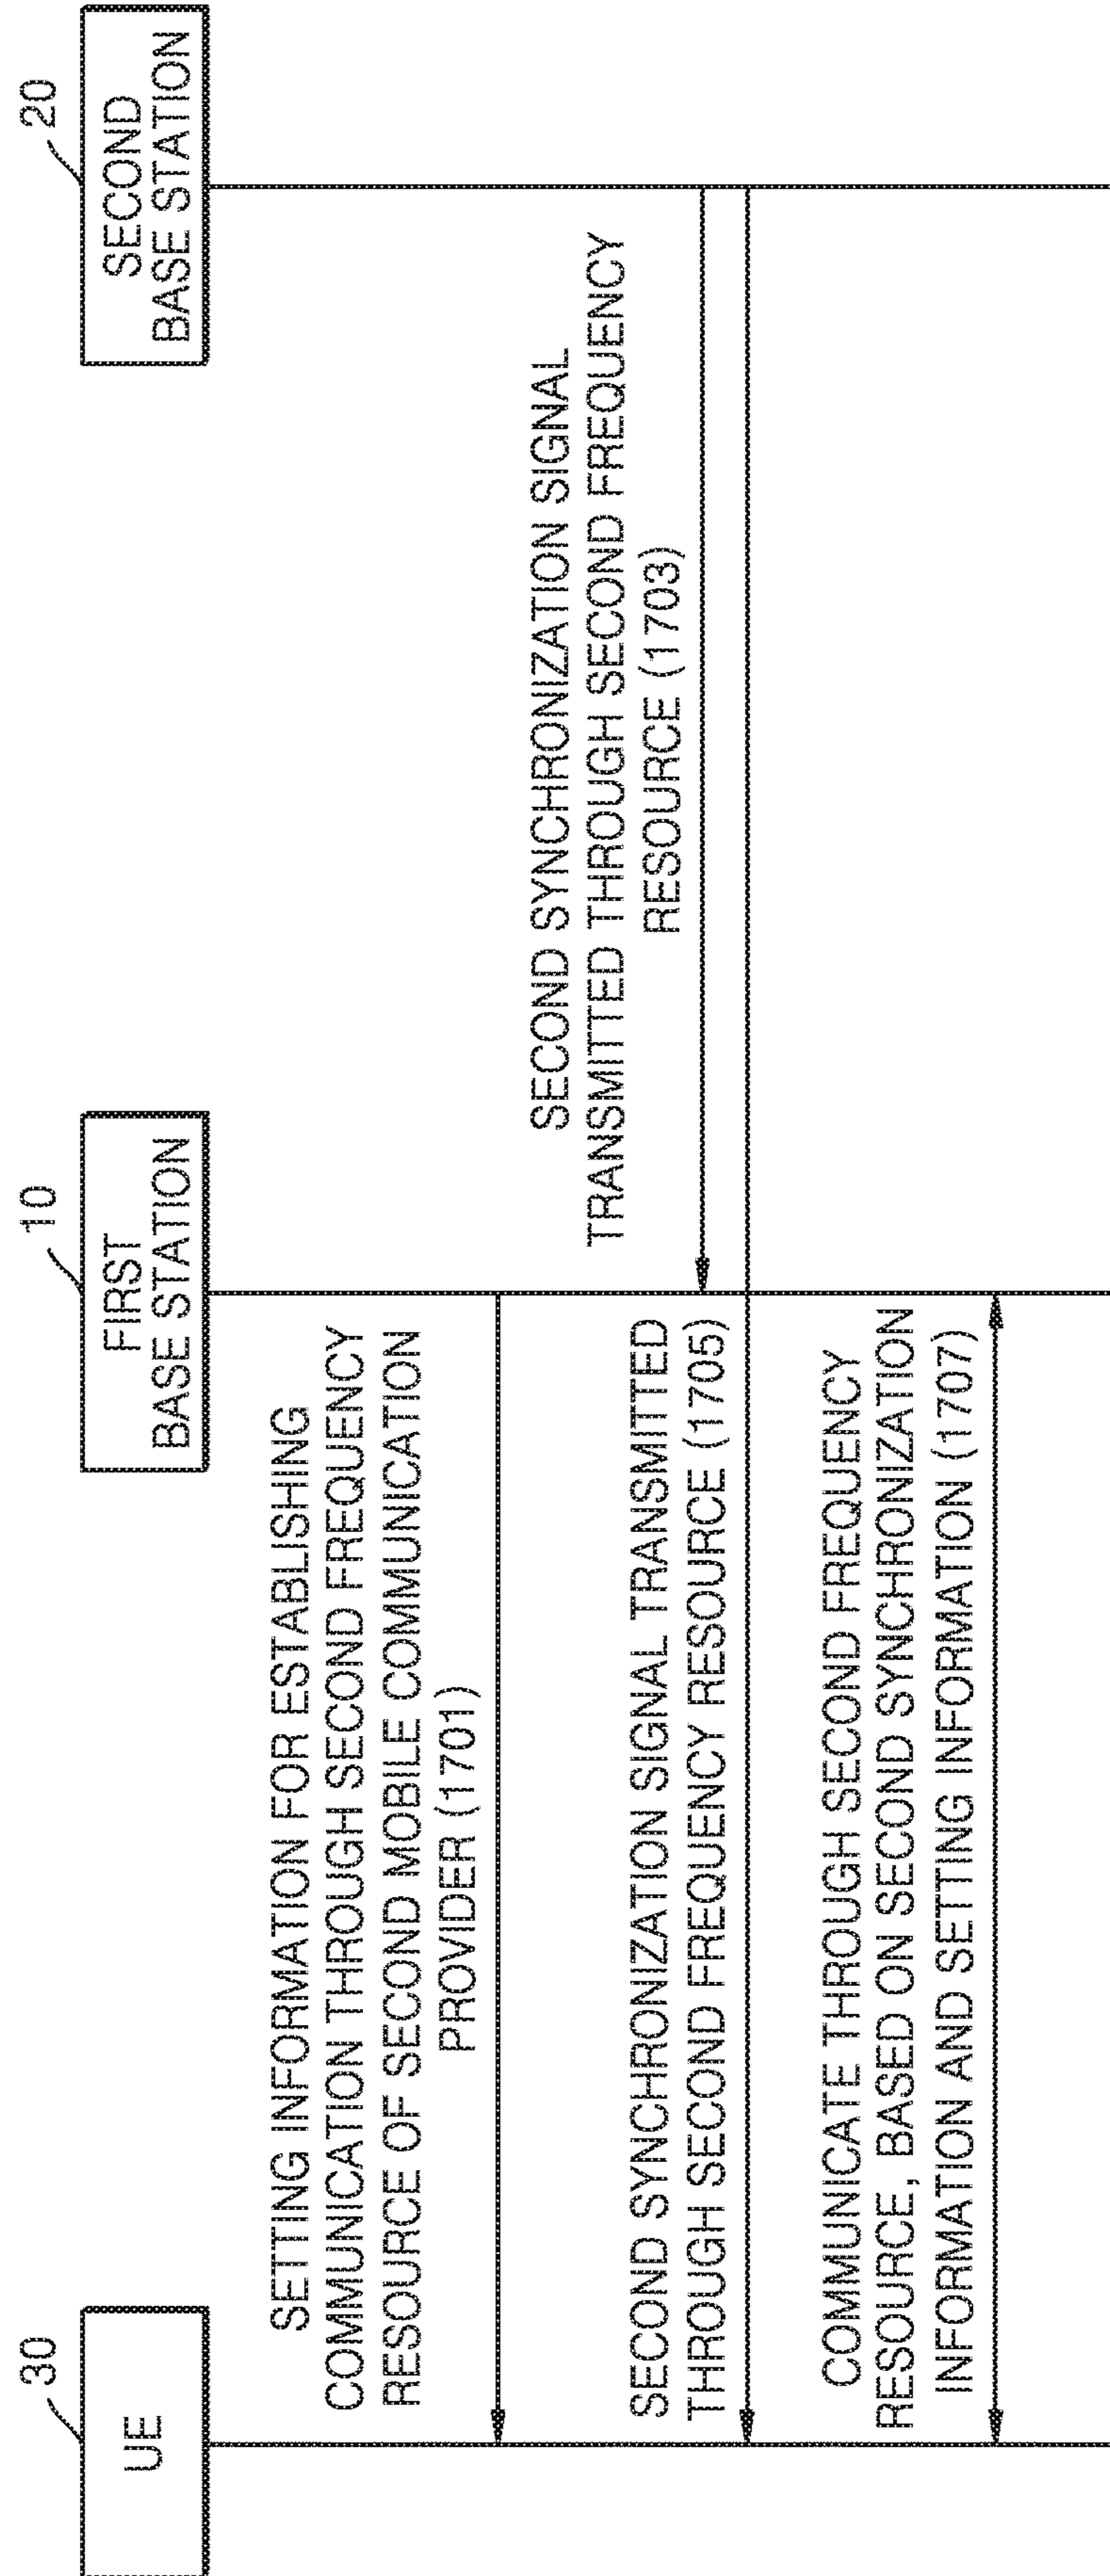 30
UE
10
FIRST
BASE STATION
20
SECOND
BASE STATION
SETTING INFORMATION FOR ESTABLISHING
COMMUNICATION THROUGH SECOND FREQUENCY
RESOURCE OF SECOND MOBILE COMMUNICATION
PROVIDER (1701)
SECOND SYNCHRONIZATION SIGNAL
TRANSMITTED THROUGH SECOND FREQUENCY
RESOURCE (1703)
SECOND SYNCHRONIZATION SIGNAL TRANSMITTED
THROUGH SECOND FREQUENCY RESOURCE (1705)
COMMUNICATE THROUGH SECOND FREQUENCY
RESOURCE, BASED ON SECOND SYNCHRONIZATION
INFORMATION AND SETTING INFORMATION (1707)